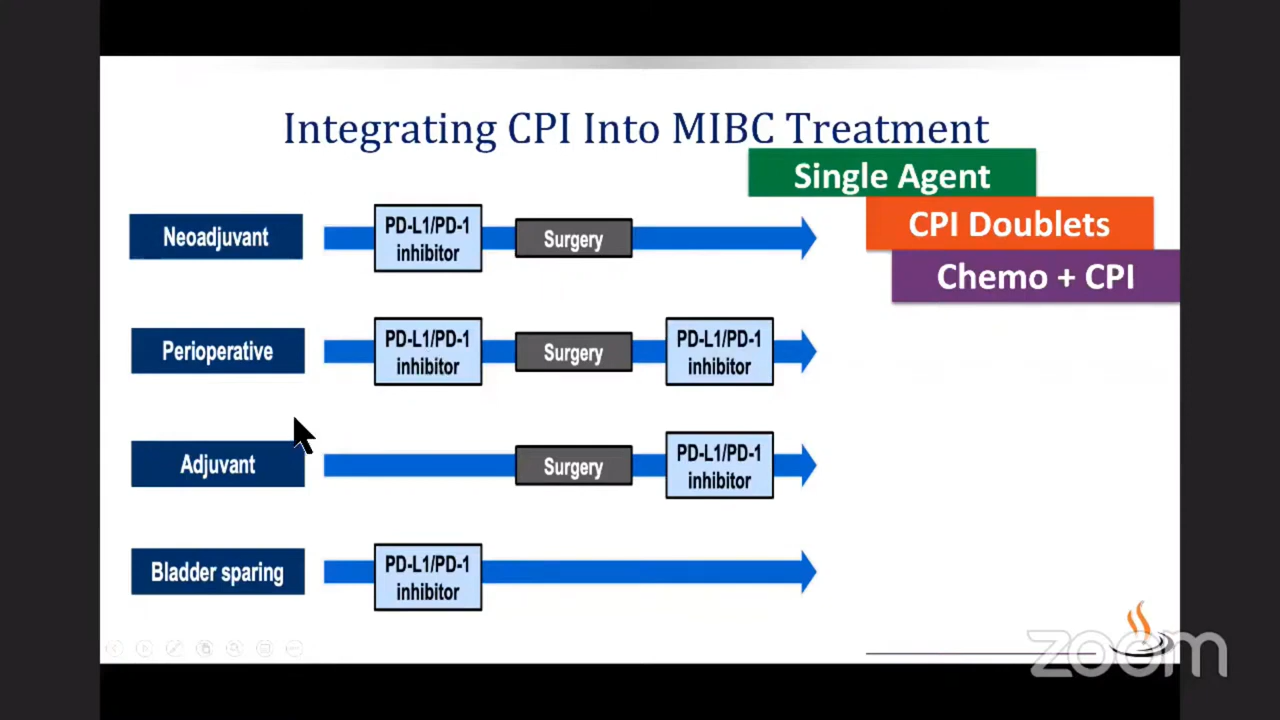 Integrating CPI Into MIBC Treatment
Single Agent
CPI Doublets
Chemo + CPI
Neoadjuvant
PD-L1/PD-1
inhibitor
Surgery
Perioperative
PD-L1/PD-1
inhibitor
Surgery
PD-L1/PD-1
inhibitor
Adjuvant
Surgery
PD-L1/PD-1
inhibitor
Bladder sparing
PD-L1/PD-1
inhibitor
zoom